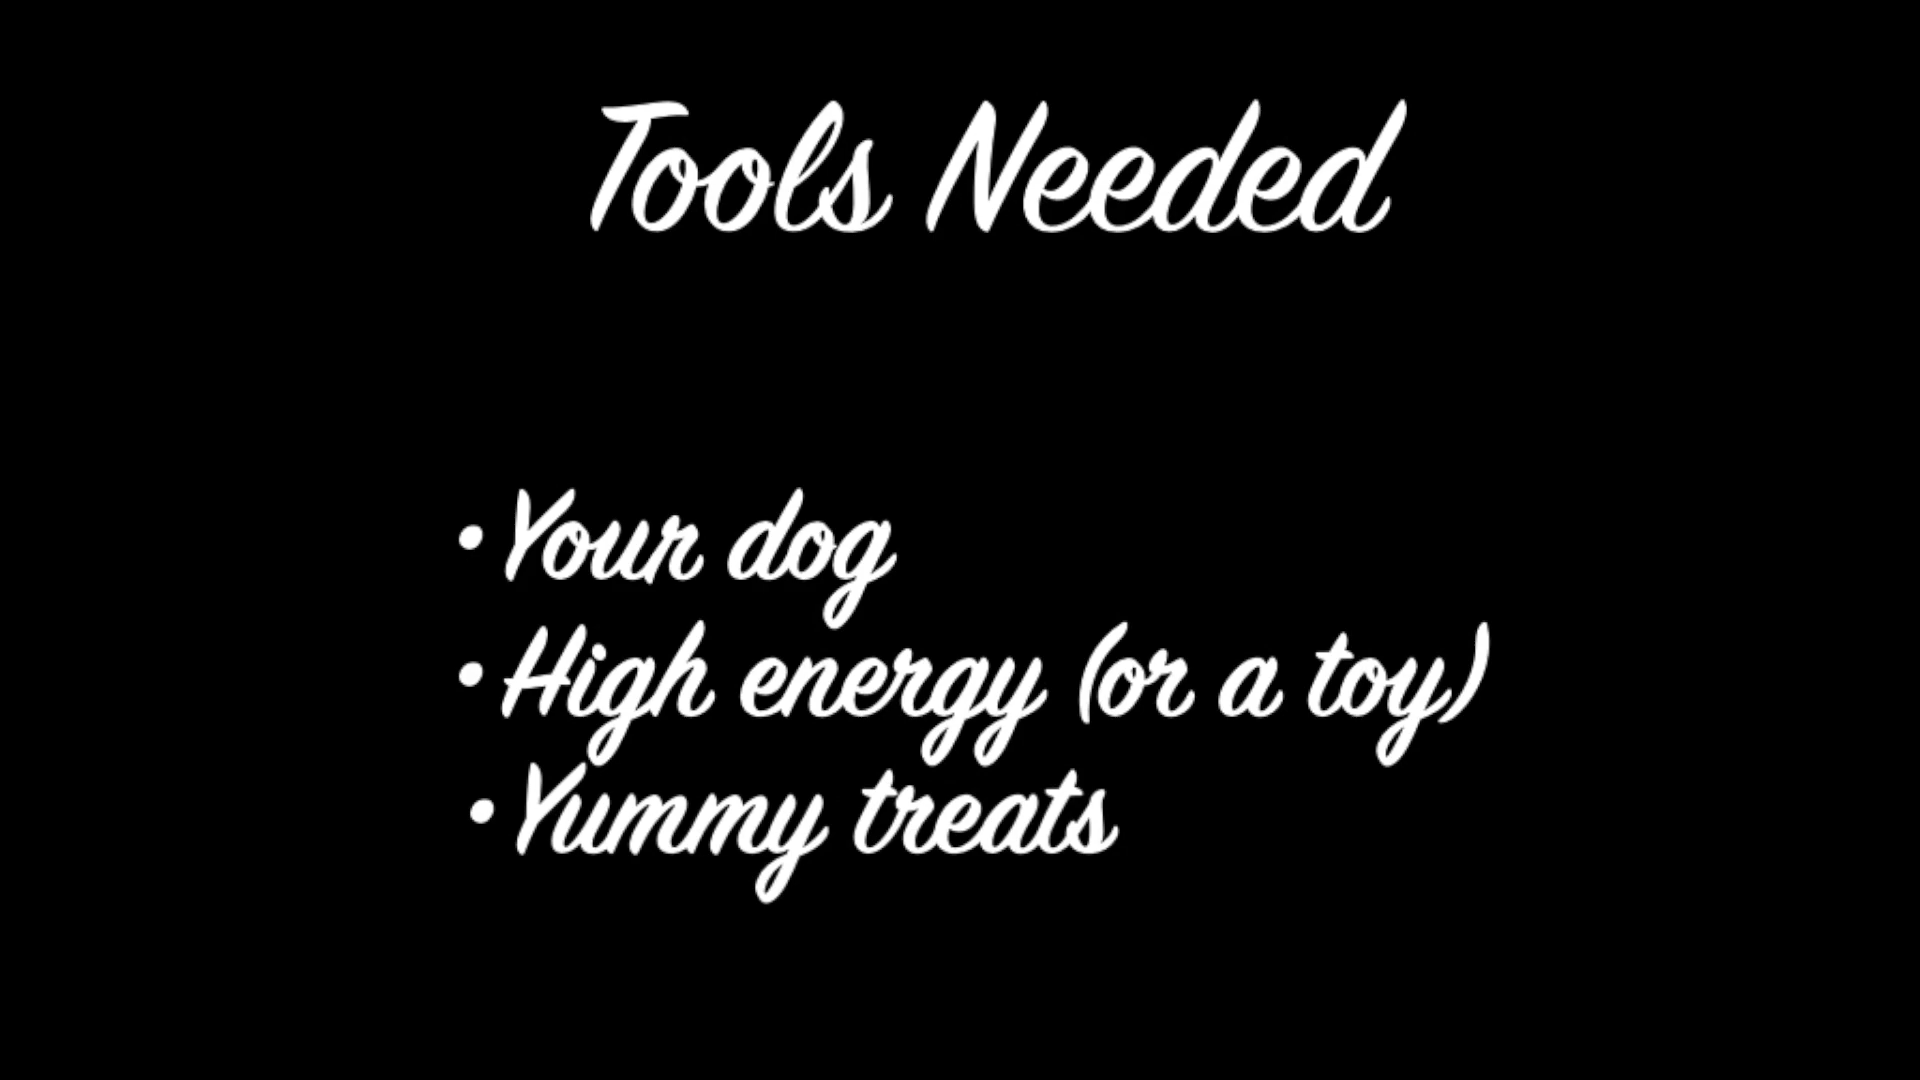 Tools Needed
• Your dog
• High energy (or a toy)
• Yummy treats